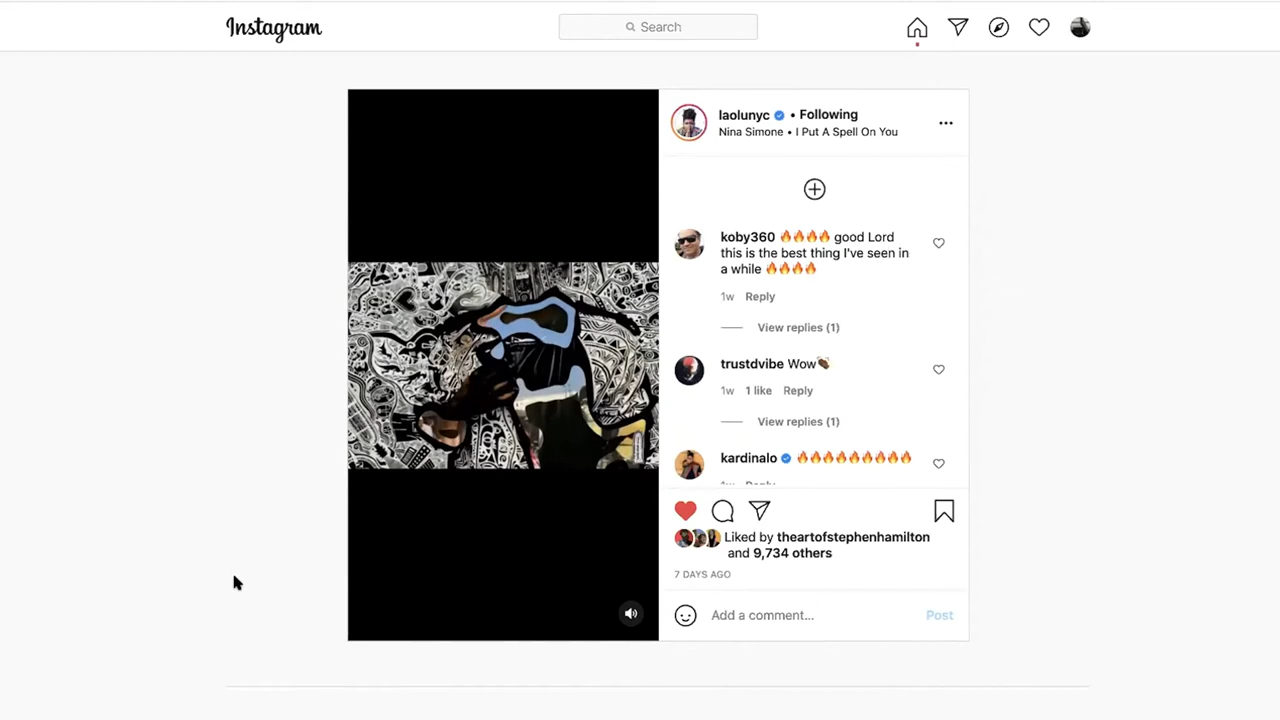 Instagram
Search
laolunyc • Following
Nina Simone • I Put A Spell On You
koby360 🔥🔥🔥🔥 good Lord
this is the best thing I've seen in
a while 🔥🔥🔥🔥
1w Reply
View replies (1)
trustdvibe Wow👏🏾
1w 1 like Reply
View replies (1)
kardinalo 🔥🔥🔥🔥🔥🔥🔥🔥🔥
1w Reply
Liked by theartofstephenhamilton
and 9,734 others
7 DAYS AGO
Add a comment... Post